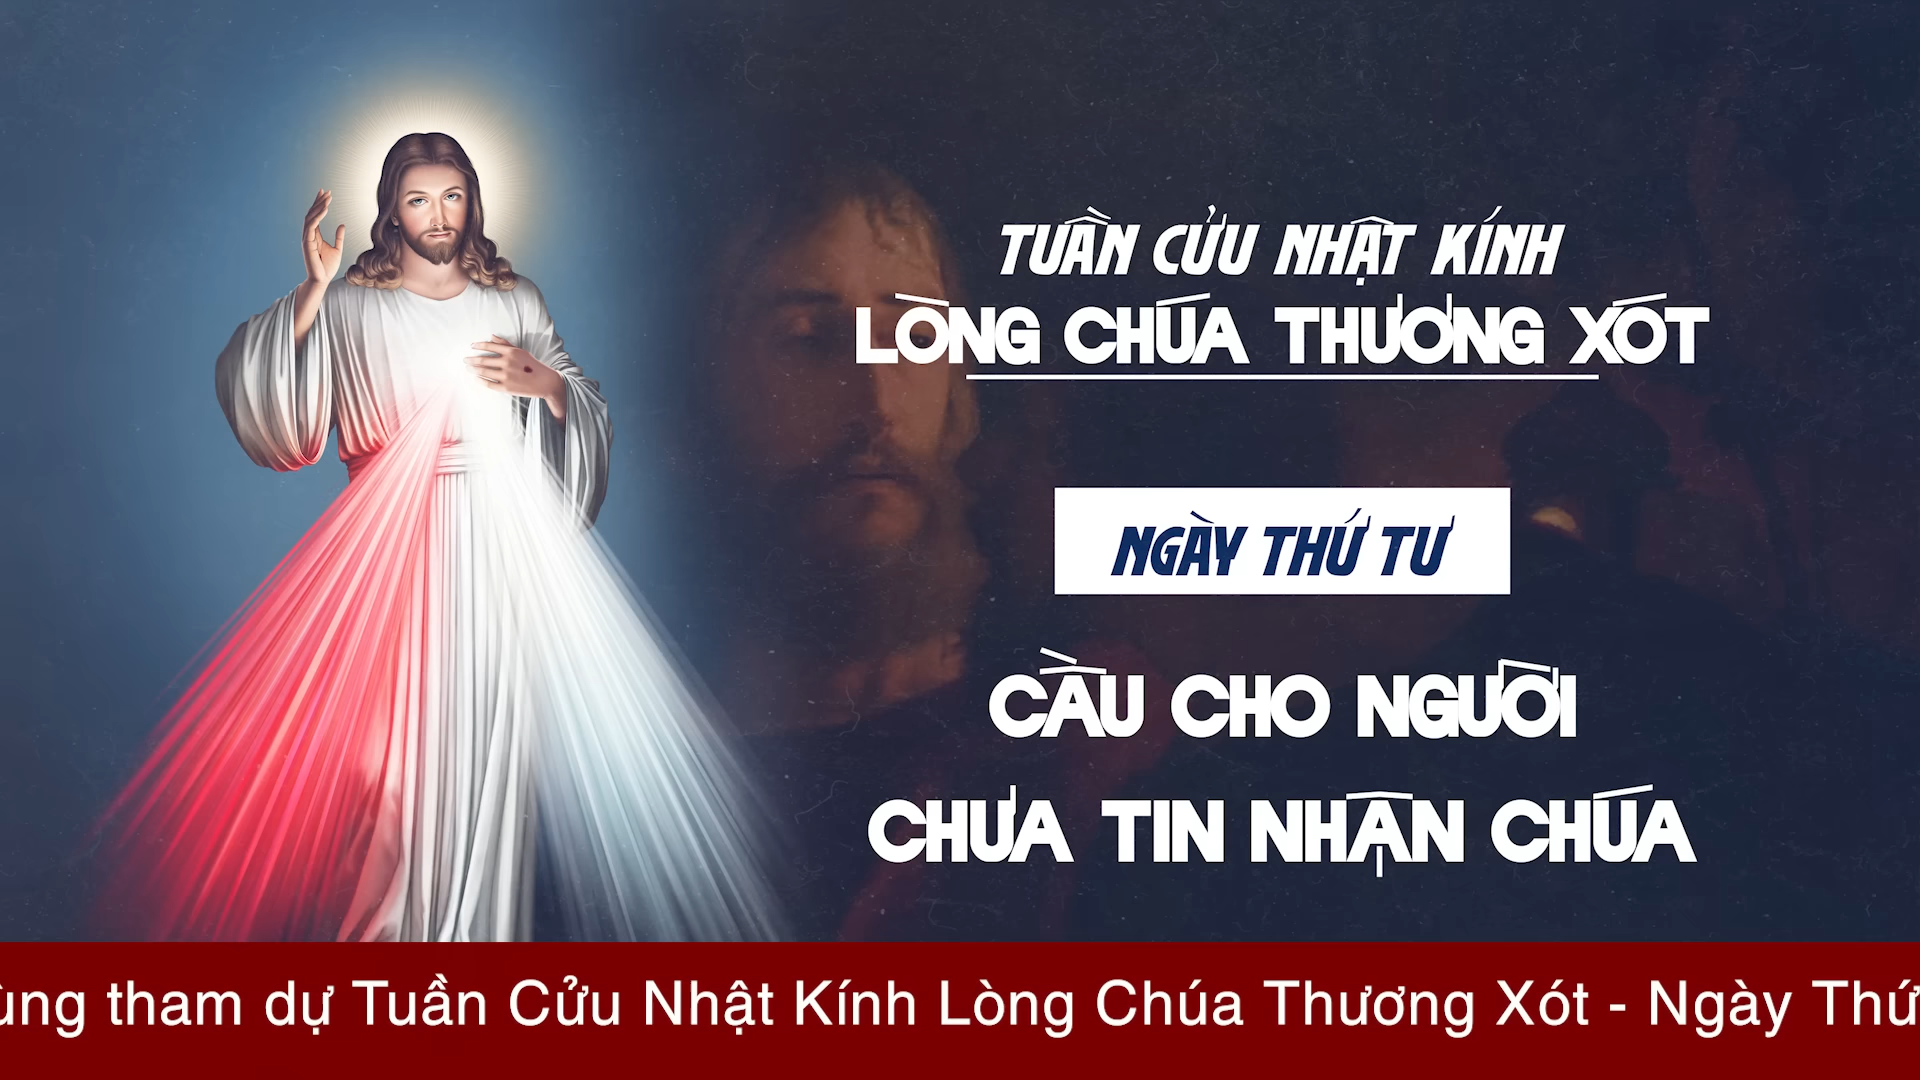 TUẦN CỬU NHẬT KÍNH
LÒNG CHÚA THƯƠNG XÓT
NGÀY THỨ TƯ
CẦU CHO NGƯỜI
CHƯA TIN NHẬN CHÚA
tham dự Tuần Cửu Nhật Kính Lòng Chúa Thương Xót - Ngày Thứ